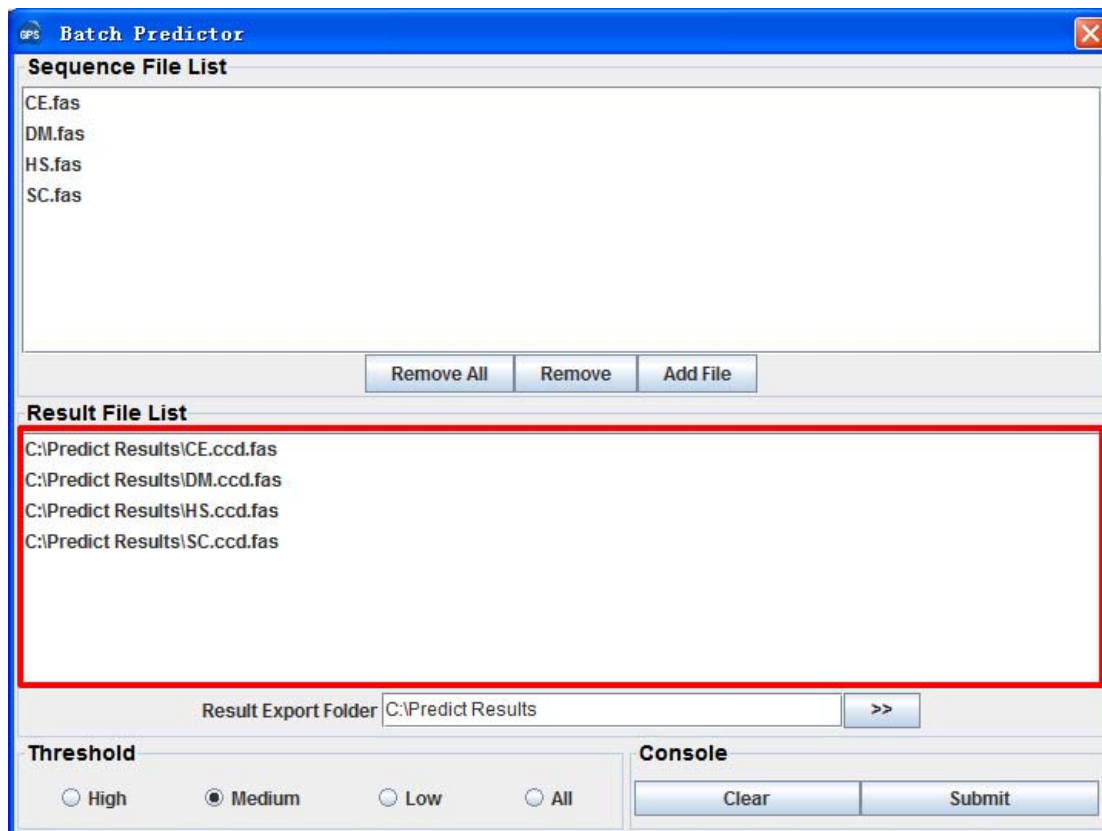 GPS Batch Predictor
Sequence File List
CE.fas
DM.fas
HS.fas
SC.fas
Remove All Remove Add File
Result File List
C:\Predict Results\CE.ccd.fas
C:\Predict Results\DM.ccd.fas
C:\Predict Results\HS.ccd.fas
C:\Predict Results\SC.ccd.fas
Result Export Folder C:\Predict Results >>
Threshold Console
High Medium Low All Clear Submit